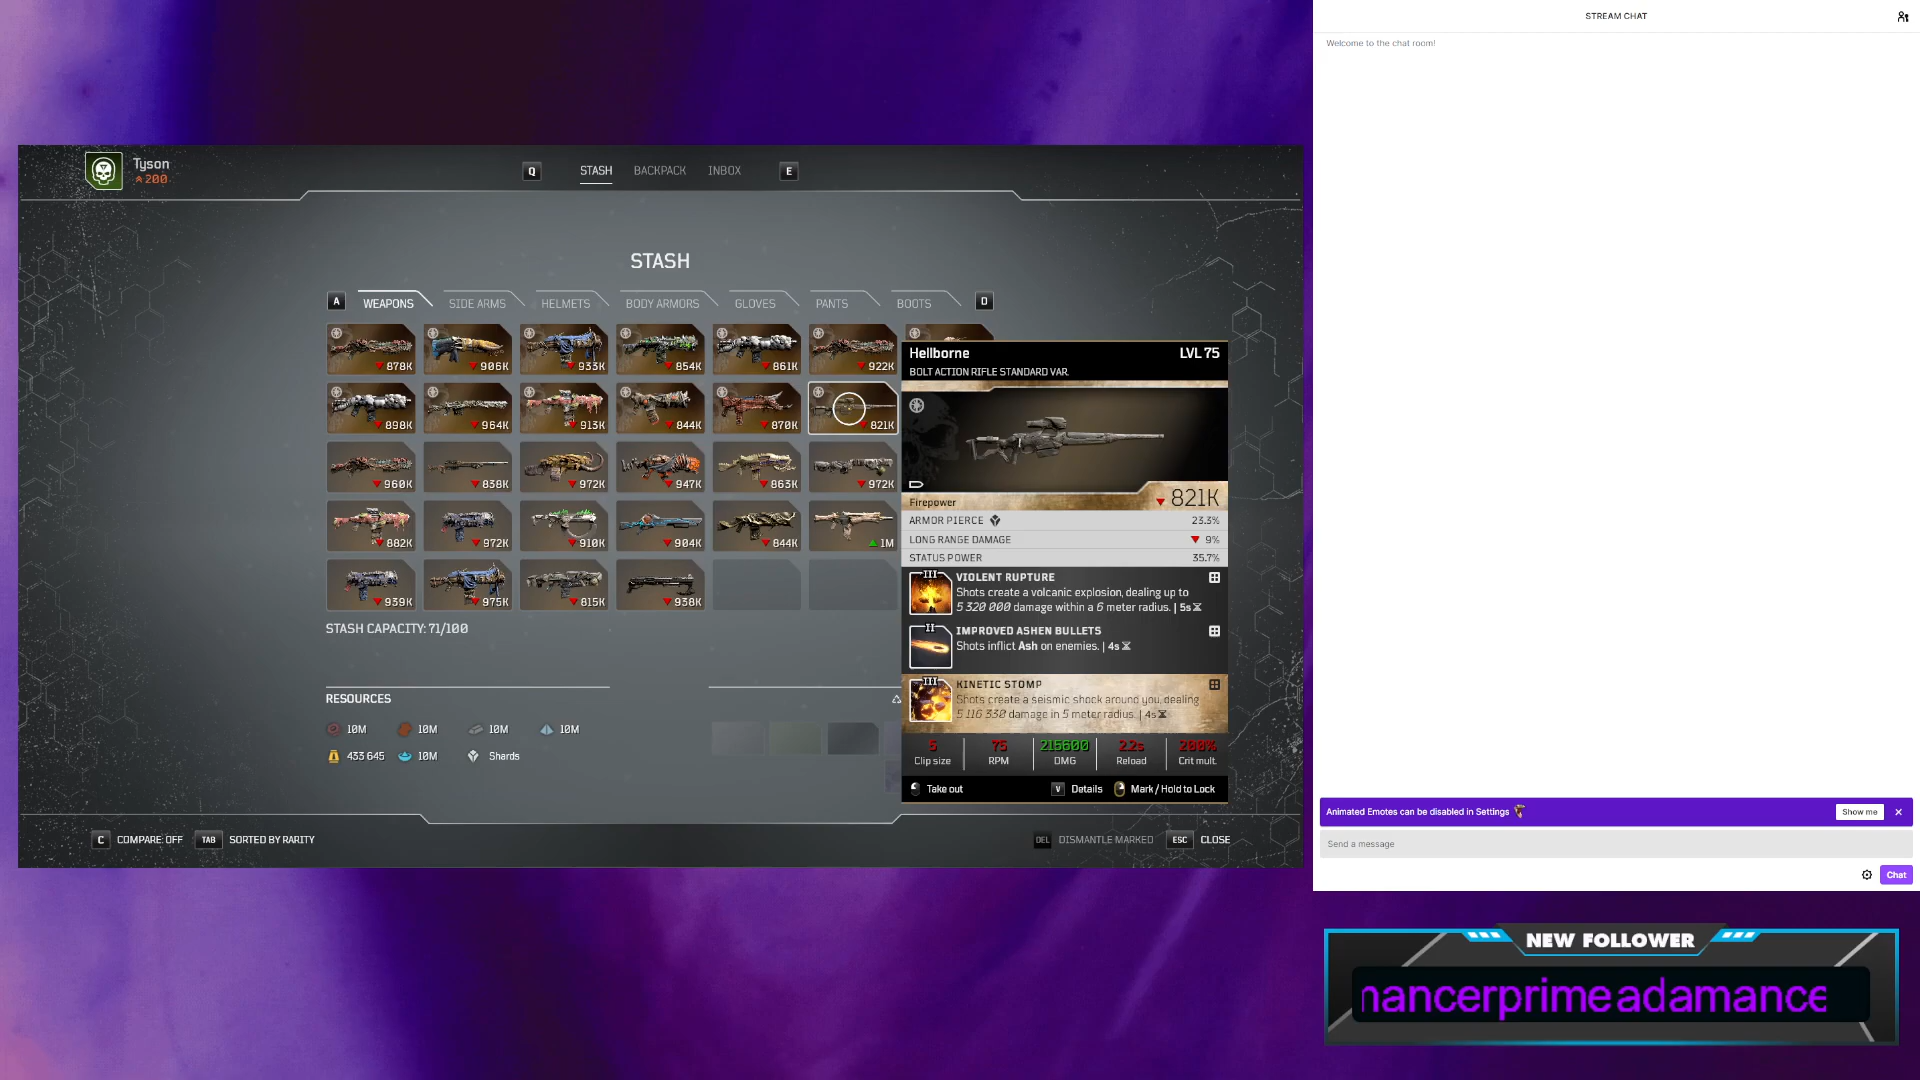 Tyson
200
Q
STASH
BACKPACK
INBOX
E
STASH
A
WEAPONS
SIDE ARMS
HELMETS
BODY ARMORS
GLOVES
PANTS
BOOTS
D
878K
906K
933K
854K
861K
922K
898K
964K
913K
844K
870K
821K
960K
838K
972K
947K
863K
972K
882K
972K
910K
904K
844K
1M
939K
975K
815K
938K
STASH CAPACITY: 71/100
RESOURCES
10M
10M
10M
10M
433 645
10M
Shards
Hellborne
LVL 75
BOLT ACTION RIFLE STANDARD VAR.
Firepower
821K
ARMOR PIERCE
23.3%
LONG RANGE DAMAGE
9%
STATUS POWER
35.7%
III
VIOLENT RUPTURE
Shots create a volcanic explosion, dealing up to
5 320 000 damage within a 6 meter radius. | 5s
II
IMPROVED ASHEN BULLETS
Shots inflict Ash on enemies. | 4s
III
KINETIC STOMP
Shots create a seismic shock around you, dealing
5 116 330 damage in 5 meter radius. | 4s
5
75
215600
2.2s
200%
Clip size
RPM
DMG
Reload
Crit mult.
Take out
V
Details
Mark / Hold to Lock
C
COMPARE: OFF
TAB
SORTED BY RARITY
DEL
DISMANTLE MARKED
ESC
CLOSE
STREAM CHAT
Welcome to the chat room!
Animated Emotes can be disabled in Settings
Show me
Send a message
Chat
NEW FOLLOWER
nancerprime adamance